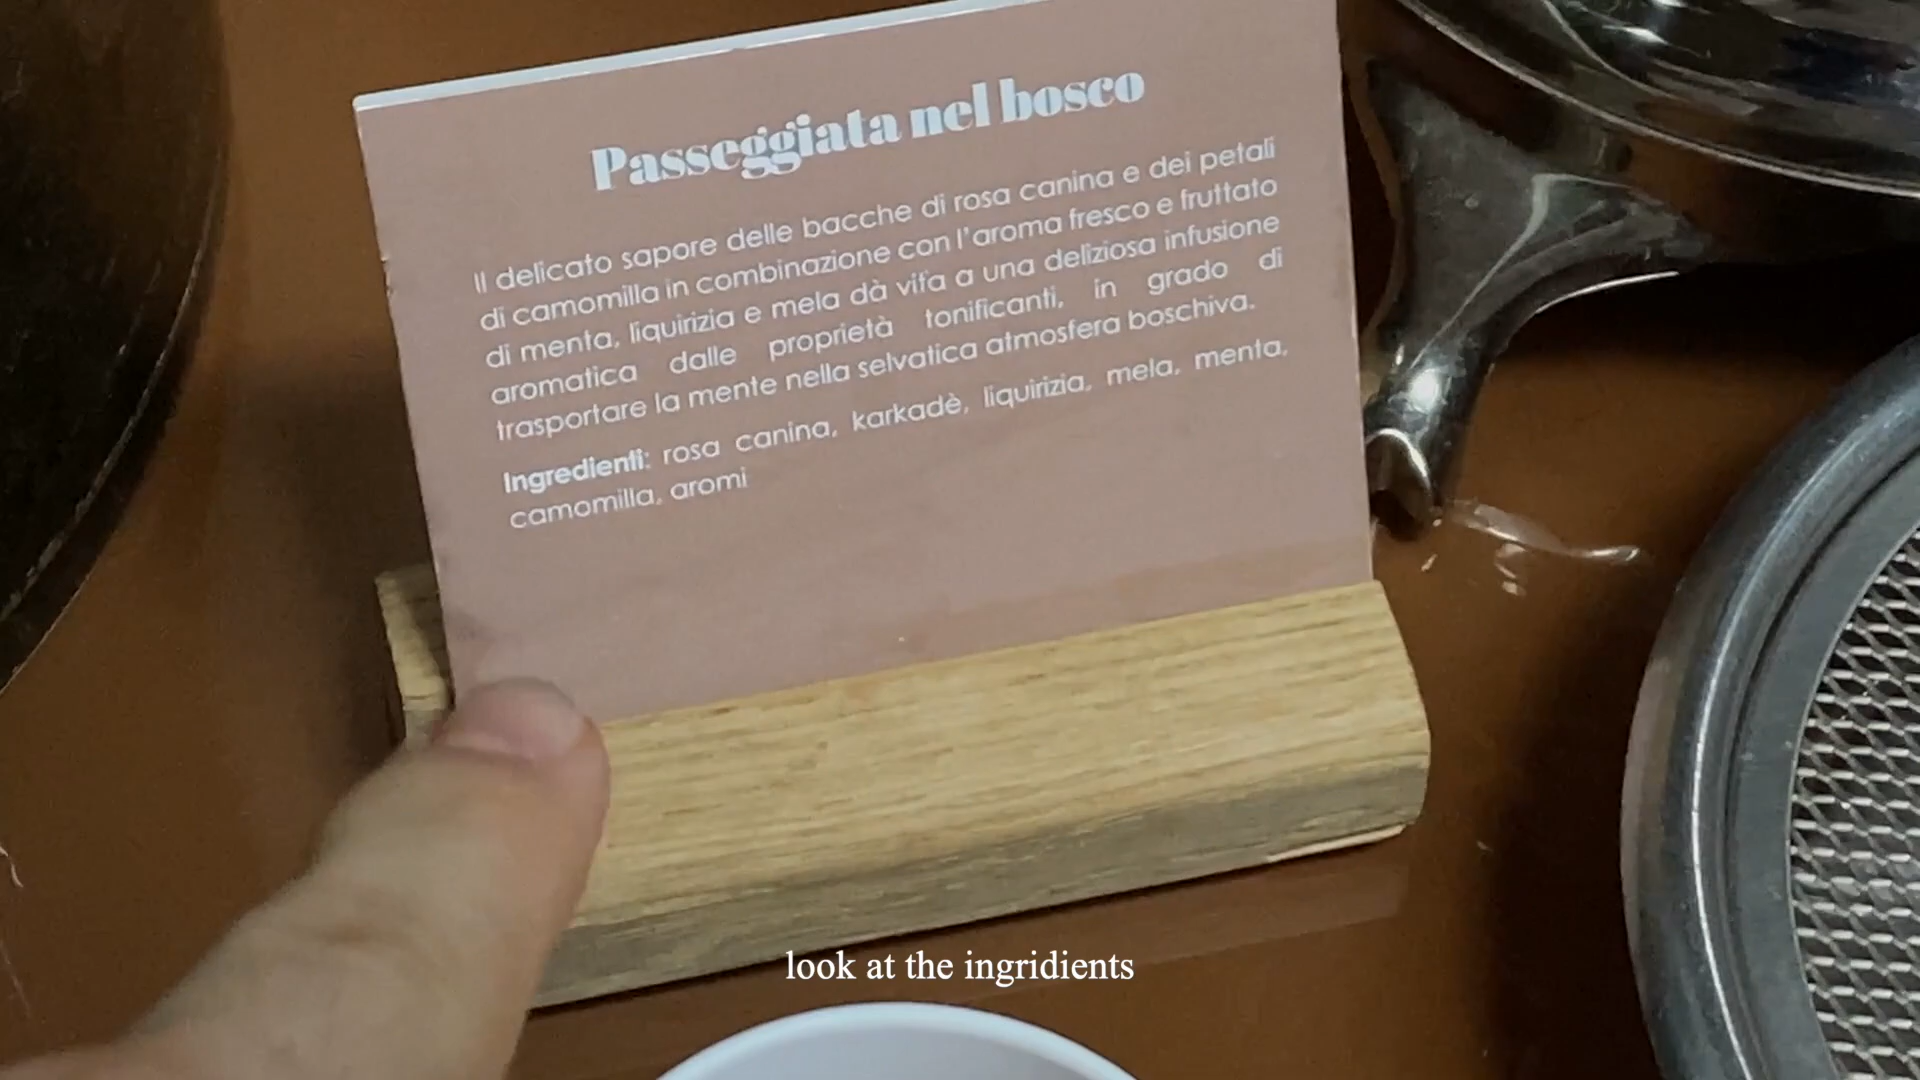 Passeggiata nel bosco
Il delicato sapore delle bacche di rosa canina e dei petali
di camomilla in combinazione con l'aroma fresco e fruttato
di menta, liquirizia e mela dà vita a una deliziosa infusione
aromatica dalle proprietà tonificanti, in grado di
trasportare la mente nella selvatica atmosfera boschiva.
Ingredienti: rosa canina, karkadè, liquirizia, mela, menta,
camomilla, aromi
look at the ingridients